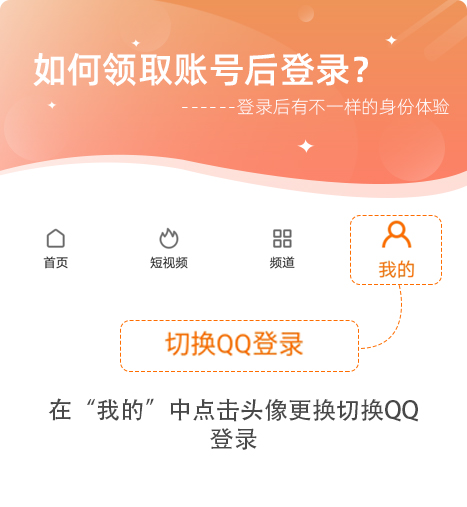 如何领取账号后登录？
------登录后有不一样的身份体验
首页
短视频
频道
我的
切换QQ登录
在“我的”中点击头像更换切换QQ
登录